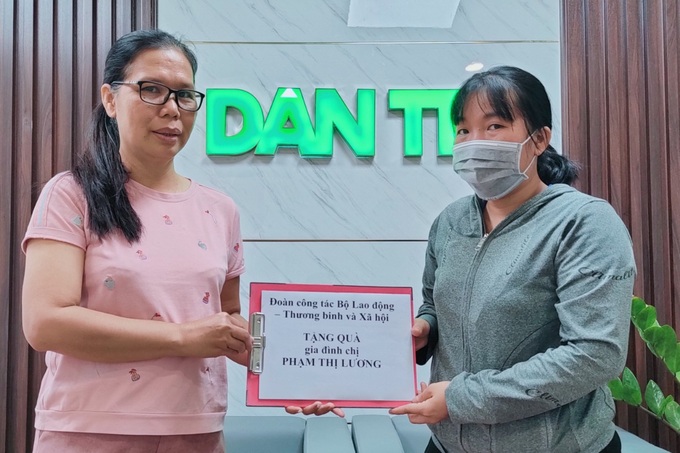 DÂN T
Đoàn công tác Bộ Lao động
– Thương binh và Xã hội
TẶNG QUÀ
gia đình chị
PHẠM THỊ LƯƠNG